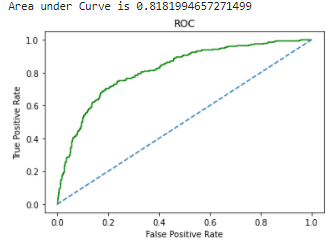 Area under Curve is 0.8181994657271499
ROC
1.0
0.8
0.6
0.4
0.2
0.0
True Positive Rate
0.0 0.2 0.4 0.6 0.8 1.0
False Positive Rate